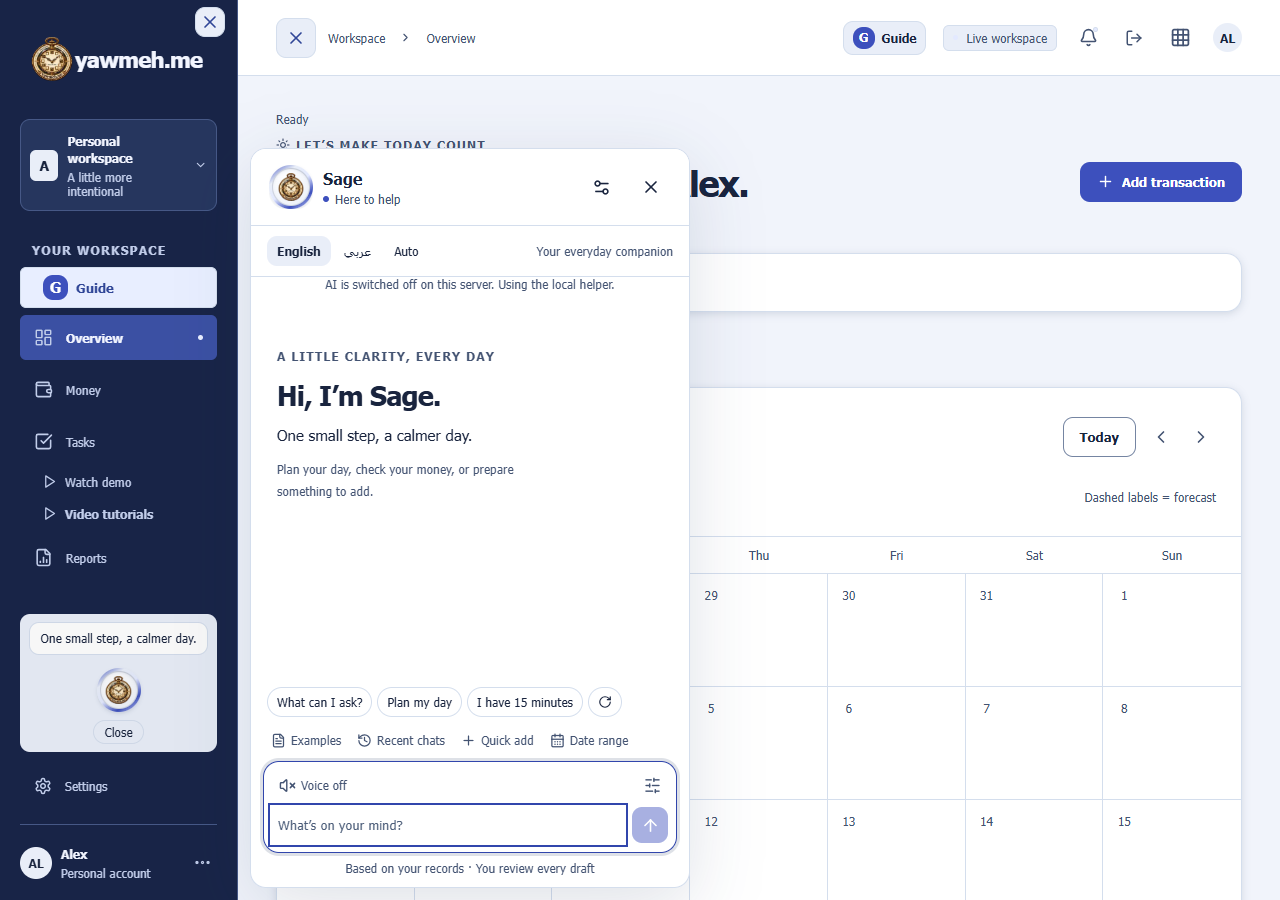 yawmeh.me
A
Personal workspace
A little more intentional
YOUR WORKSPACE
G Guide
Overview
Money
Tasks
Watch demo
Video tutorials
Reports
One small step, a calmer day.
Close
Settings
AL
Alex
Personal account
Workspace > Overview
G Guide
Live workspace
AL
Ready
LET’S MAKE TODAY COUNT
lex.
+ Add transaction
Sage
Here to help
English
عربي
Auto
Your everyday companion
AI is switched off on this server. Using the local helper.
A LITTLE CLARITY, EVERY DAY
Hi, I’m Sage.
One small step, a calmer day.
Plan your day, check your money, or prepare
something to add.
What can I ask?
Plan my day
I have 15 minutes
Examples
Recent chats
Quick add
Date range
Voice off
What’s on your mind?
Based on your records · You review every draft
Today
Dashed labels = forecast
Thu Fri Sat Sun
29 30 31 1
5 6 7 8
12 13 14 15